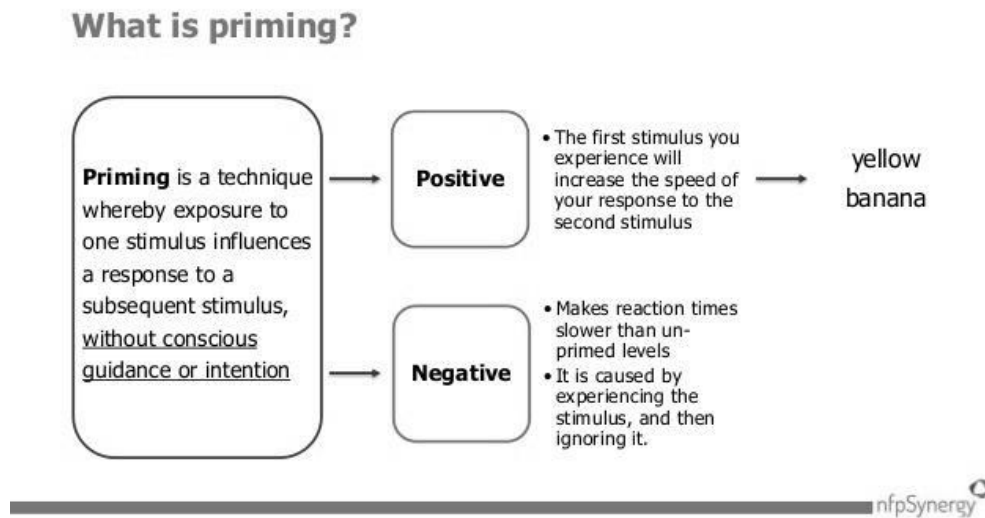 What is priming?
Priming is a technique
whereby exposure to
one stimulus influences
a response to a
subsequent stimulus,
without conscious
guidance or intention
Positive
• The first stimulus you
experience will
increase the speed of
your response to the
second stimulus
yellow
banana
Negative
• Makes reaction times
slower than un-
primed levels
• It is caused by
experiencing the
stimulus, and then
ignoring it.
nfpSynergy